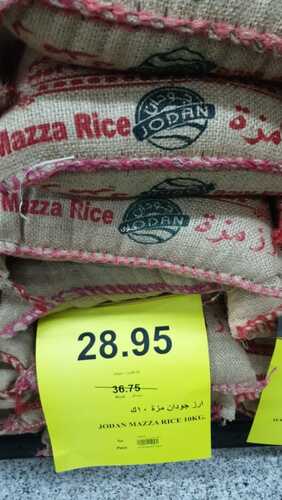 Mazza Rice
جودان
JODAN
مزة
Mazza Rice
جودان
JODAN
ز مزة
28.95
36.75
ارز جودان مزة ١٠ك
JODAN MAZZA RICE 10KG.